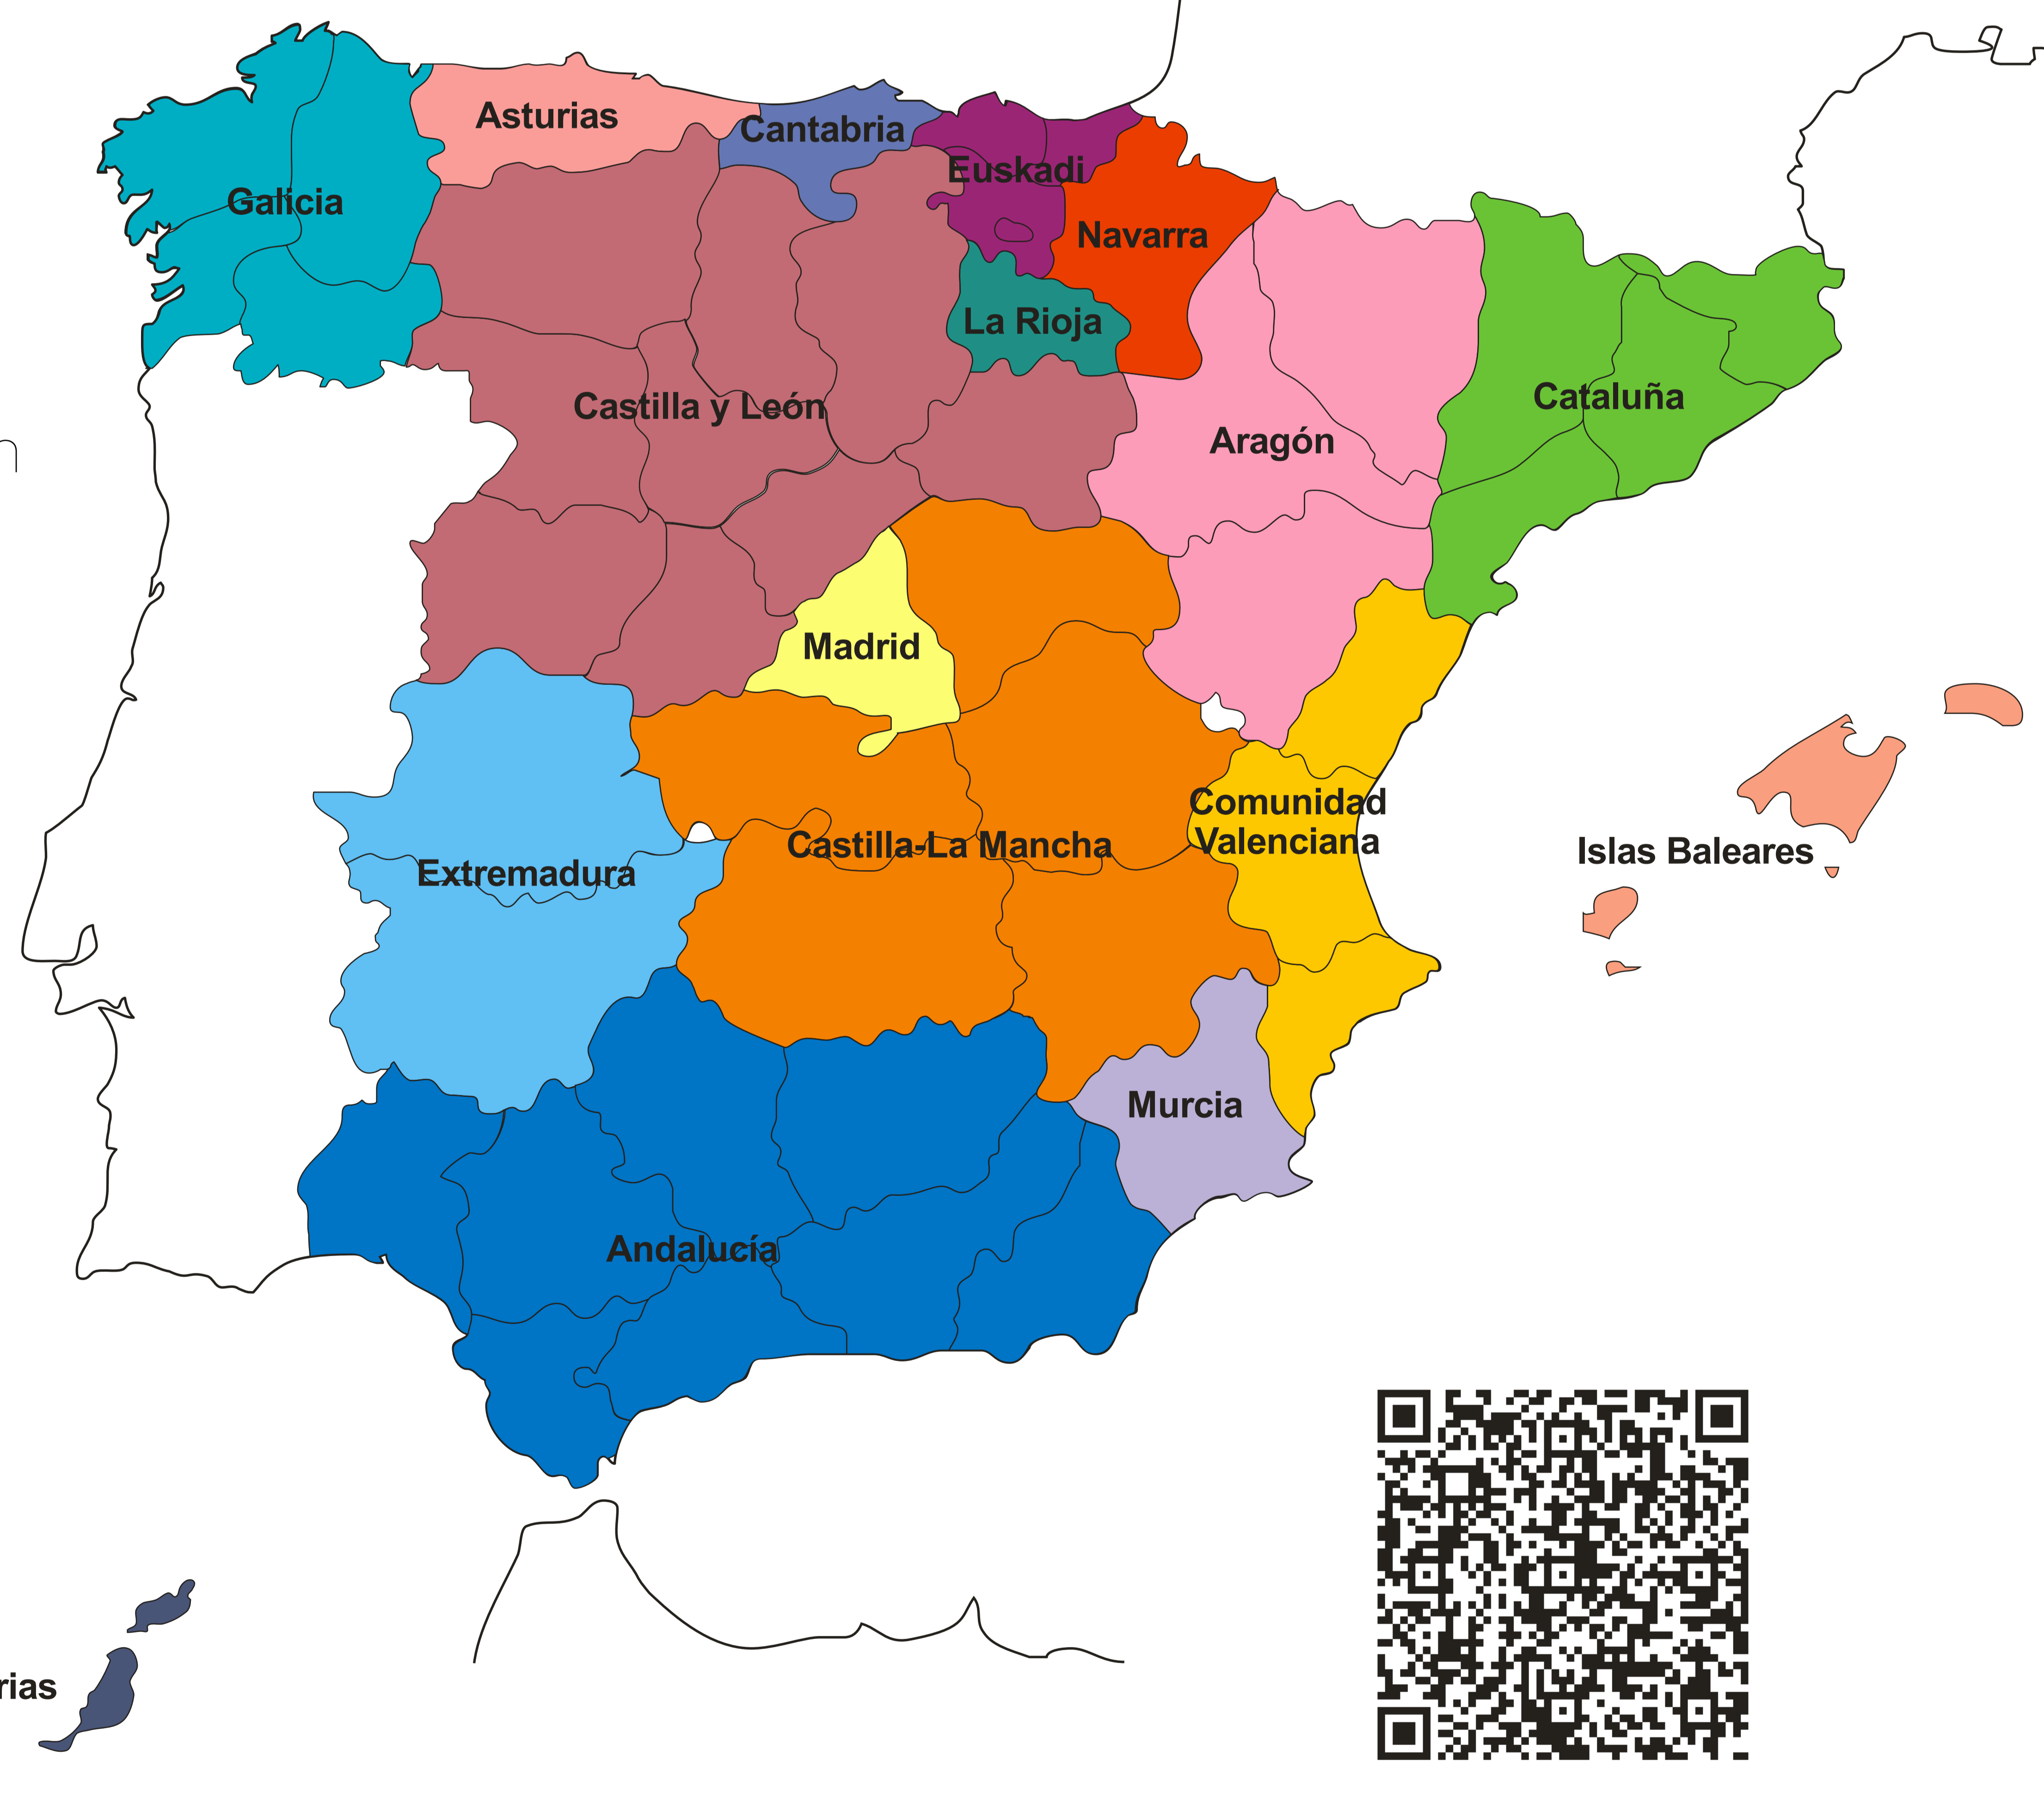 Asturias
Cantabria
Euskadi
Galicia
Navarra
La Rioja
Castilla y León
Cataluña
Aragón
Madrid
Comunidad
Valenciana
Castilla-La Mancha
Islas Baleares
Extremadura
Murcia
Andalucía
rias